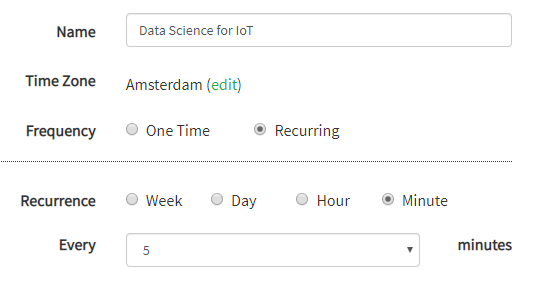 Name Data Science for IoT
Time Zone Amsterdam (edit)
Frequency One Time Recurring
Recurrence Week Day Hour Minute
Every 5 minutes